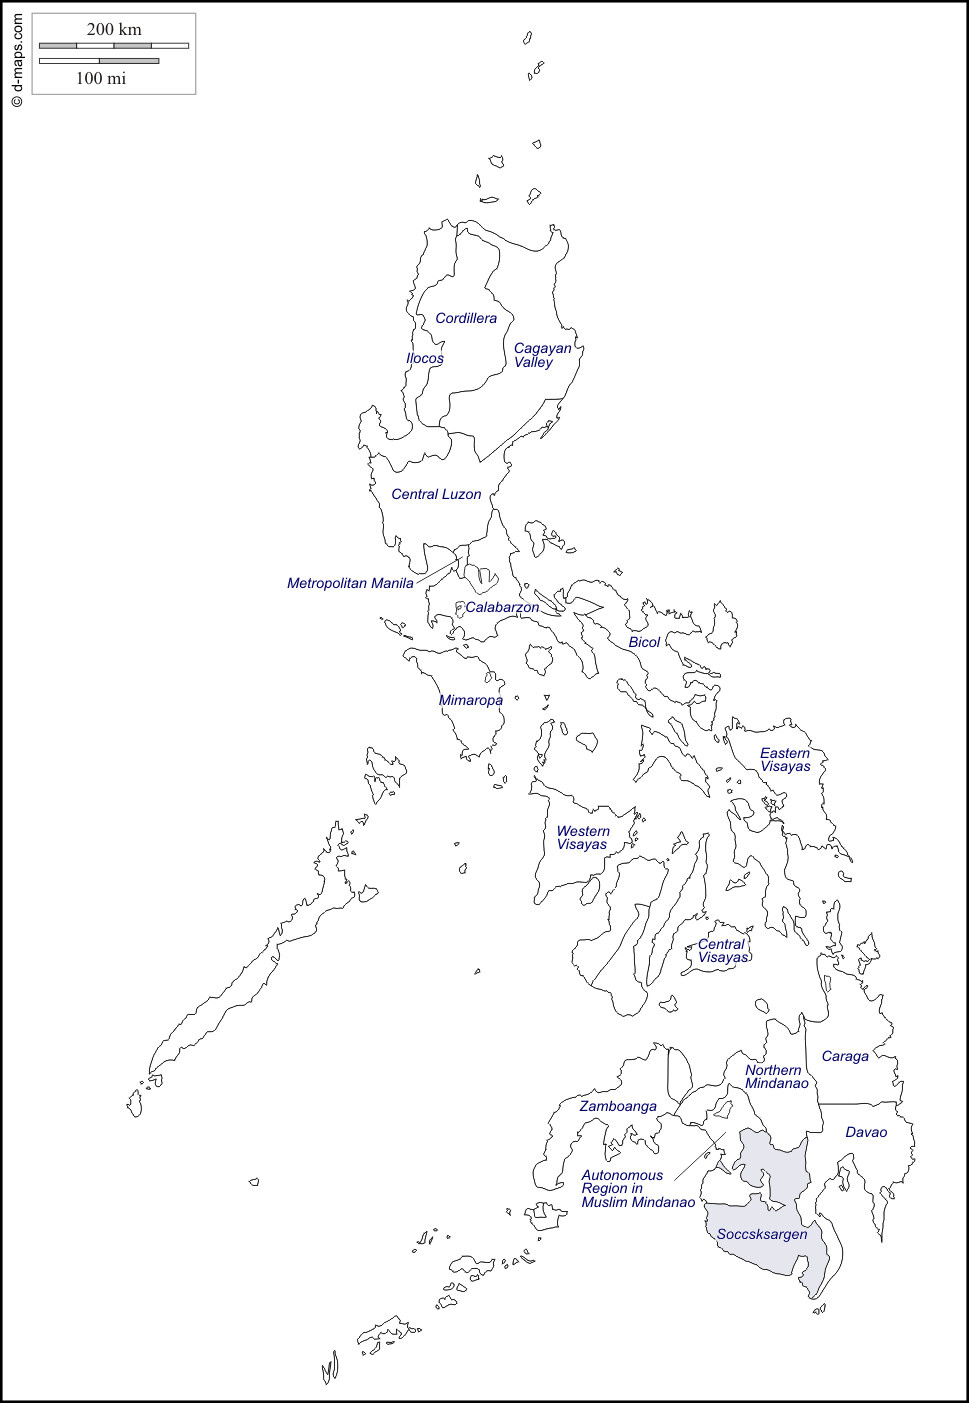 © d-maps.com
200 km
100 mi
Cordillera
Ilocos
Cagayan
Valley
Central Luzon
Metropolitan Manila
Calabarzon
Bicol
Mimaropa
Eastern
Visayas
Western
Visayas
Central
Visayas
Caraga
Northern
Mindanao
Zamboanga
Davao
Autonomous
Region in
Muslim Mindanao
Soccsksargen